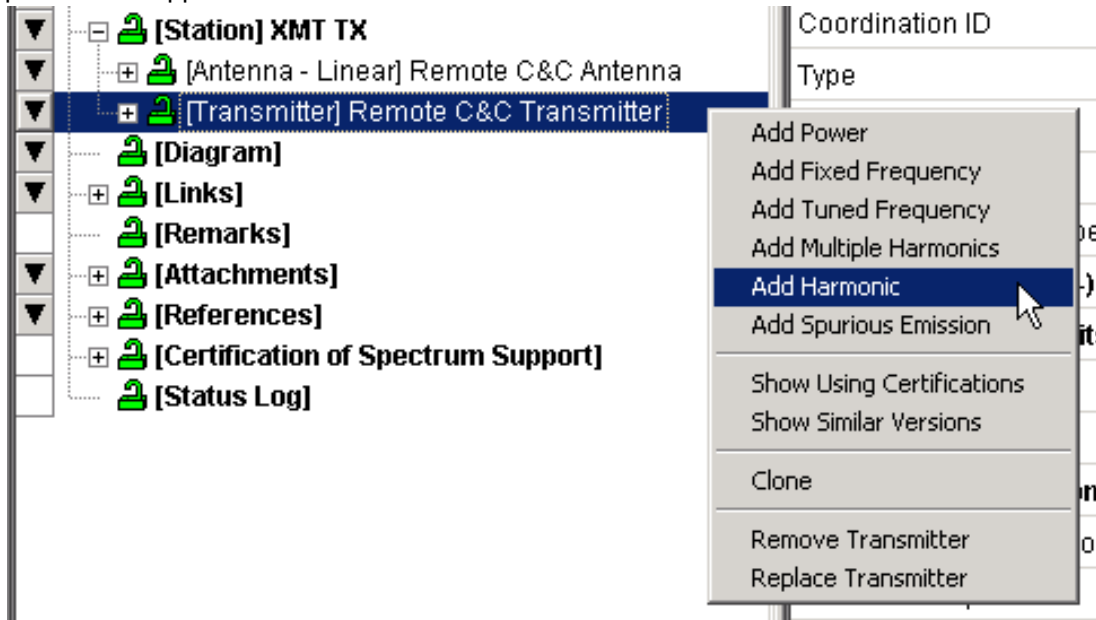 [Station] XMT TX
[Antenna - Linear] Remote C&C Antenna
[Transmitter] Remote C&C Transmitter
[Diagram]
[Links]
[Remarks]
[Attachments]
[References]
[Certification of Spectrum Support]
[Status Log]
Coordination ID
Type
Add Power
Add Fixed Frequency
Add Tuned Frequency
Add Multiple Harmonics
Add Harmonic
Add Spurious Emission
Show Using Certifications
Show Similar Versions
Clone
Remove Transmitter
Replace Transmitter